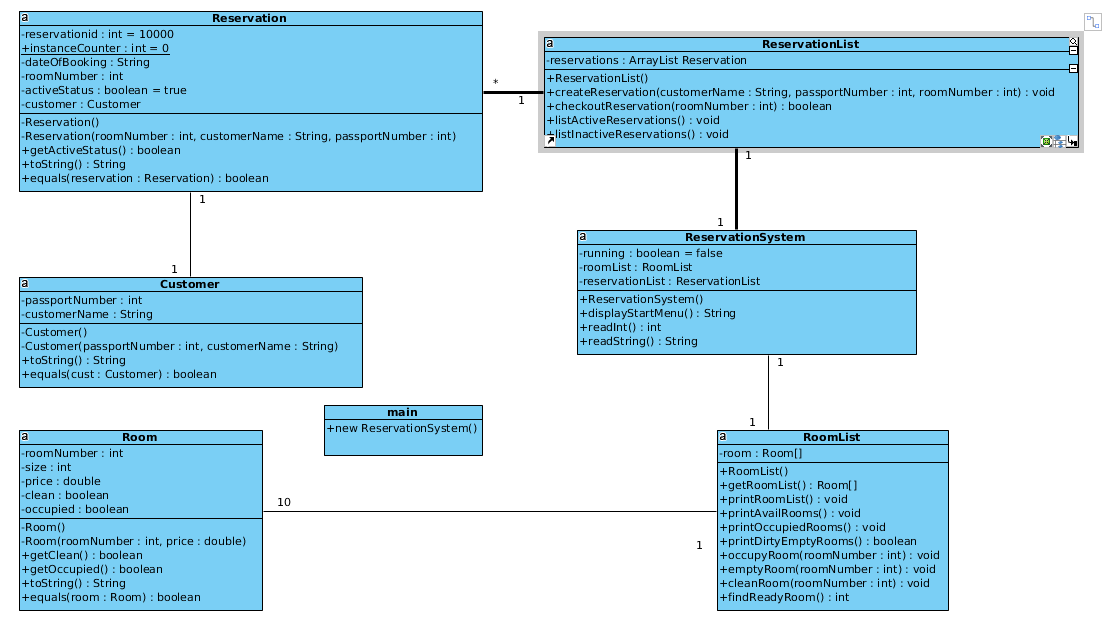 a
Reservation
-reservationid : int = 10000
+instanceCounter : int = 0
-dateOfBooking : String
-roomNumber : int
-activeStatus : boolean = true
-customer : Customer
-Reservation()
-Reservation(roomNumber : int, customerName : String, passportNumber : int)
+getActiveStatus() : boolean
+toString() : String
+equals(reservation : Reservation) : boolean
*
1
a
ReservationList
-reservations : ArrayList Reservation
+ReservationList()
+createReservation(customerName : String, passportNumber : int, roomNumber : int) : void
+checkoutReservation(roomNumber : int) : boolean
+listActiveReservations() : void
+listInactiveReservations() : void
1
1
1
1
a
ReservationSystem
-running : boolean = false
-roomList : RoomList
-reservationList : ReservationList
+ReservationSystem()
+displayStartMenu() : String
+readInt() : int
+readString() : String
a
Customer
-passportNumber : int
-customerName : String
-Customer()
-Customer(passportNumber : int, customerName : String)
+toString() : String
+equals(cust : Customer) : boolean
1
1
main
+new ReservationSystem()
a
Room
-roomNumber : int
-size : int
-price : double
-clean : boolean
-occupied : boolean
-Room()
-Room(roomNumber : int, price : double)
+getClean() : boolean
+getOccupied() : boolean
+toString() : String
+equals(room : Room) : boolean
10
1
a
RoomList
-room : Room[]
+RoomList()
+getRoomList() : Room[]
+printRoomList() : void
+printAvailRooms() : void
+printOccupiedRooms() : void
+printDirtyEmptyRooms() : boolean
+occupyRoom(roomNumber : int) : void
+emptyRoom(roomNumber : int) : void
+cleanRoom(roomNumber : int) : void
+findReadyRoom() : int